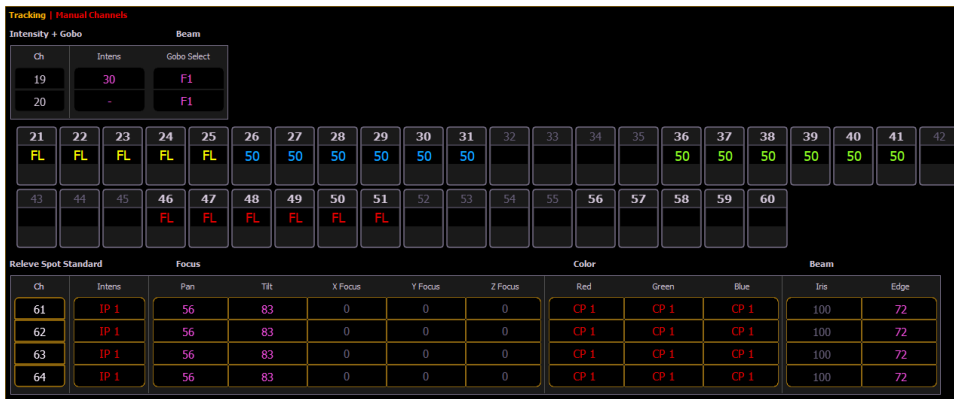 Tracking | Manual Channels
Intensity + Gobo Beam
Ch Intens Gobo Select
19 30 F1
20 - F1
21 22 23 24 25 26 27 28 29 30 31 32 33 34 35 36 37 38 39 40 41 42
FL FL FL FL FL 50 50 50 50 50 50 50 50 50 50 50 50
43 44 45 46 47 48 49 50 51 52 53 54 55 56 57 58 59 60
FL FL FL FL FL FL
Releve Spot Standard Focus Color Beam
Ch Intens Pan Tilt X Focus Y Focus Z Focus Red Green Blue Iris Edge
61 IP 1 56 83 0 0 0 CP 1 CP 1 CP 1 100 72
62 IP 1 56 83 0 0 0 CP 1 CP 1 CP 1 100 72
63 IP 1 56 83 0 0 0 CP 1 CP 1 CP 1 100 72
64 IP 1 56 83 0 0 0 CP 1 CP 1 CP 1 100 72